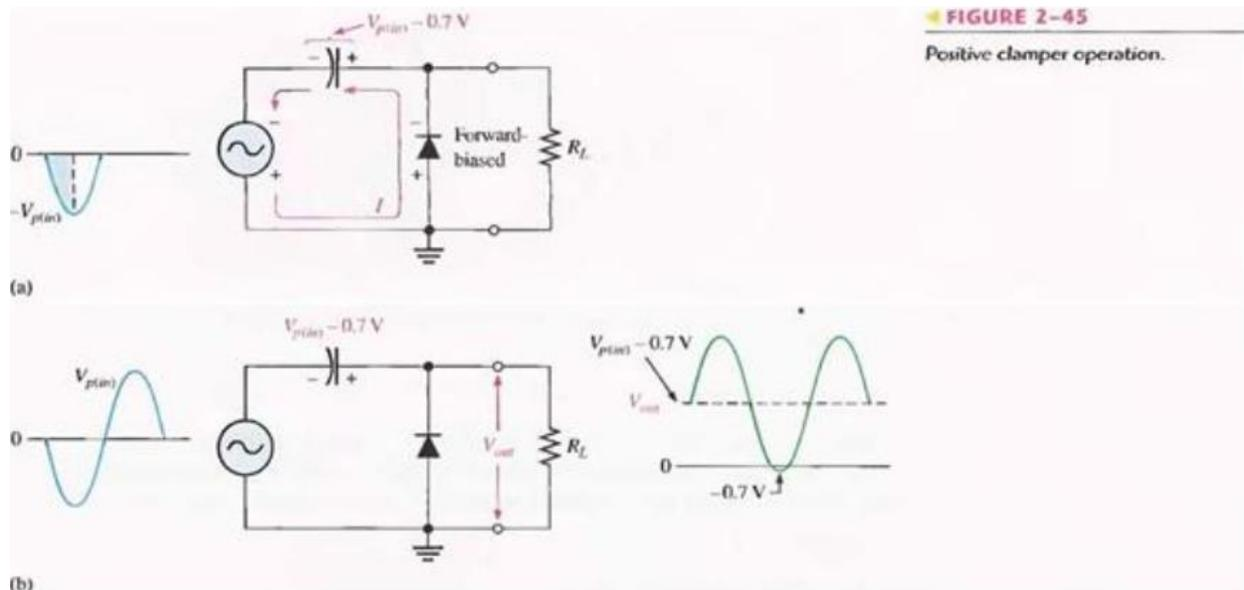 ◄ FIGURE 2–45
Positive clamper operation.
Vp(in) – 0.7 V
– +
0
–Vp(in)
–
+
–
+
Forward-
biased
RL
I
(a)
Vp(in) – 0.7 V
– +
Vp(in)
0
Vout
RL
Vp(in) – 0.7 V
Vout
0
–0.7 V
(b)